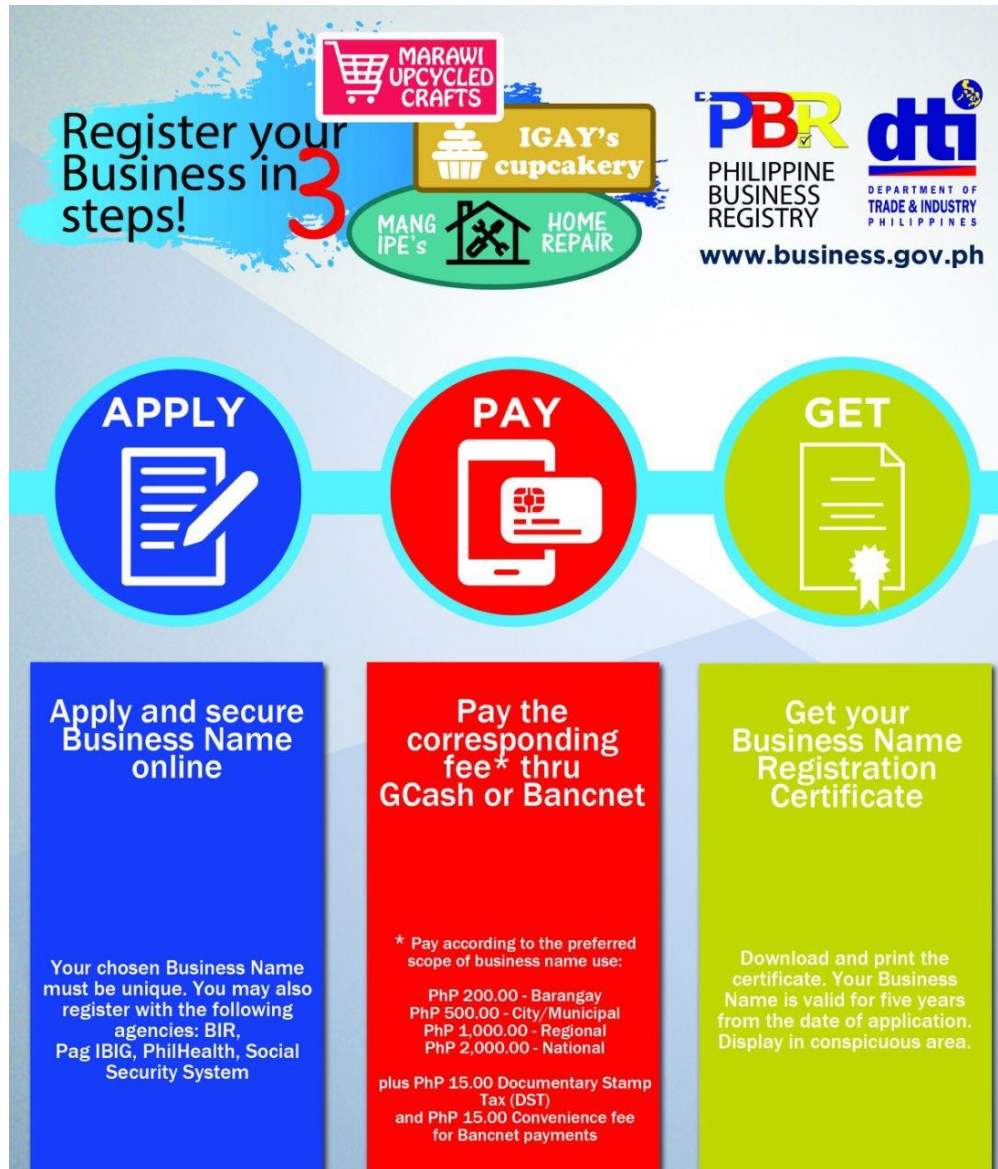 Register your
Business in 3
steps!
MARAWI
UPCYCLED
CRAFTS
IGAY's
cupcakery
MANG
IPE's
HOME
REPAIR
PBR
PHILIPPINE
BUSINESS
REGISTRY
dti
DEPARTMENT OF
TRADE & INDUSTRY
PHILIPPINES
www.business.gov.ph
APPLY
PAY
GET
Apply and secure
Business Name
online
Your chosen Business Name
must be unique. You may also
register with the following
agencies: BIR,
Pag IBIG, PhilHealth, Social
Security System
Pay the
corresponding
fee* thru
GCash or Bancnet
* Pay according to the preferred
scope of business name use:
PhP 200.00 - Barangay
PhP 500.00 - City/Municipal
PhP 1,000.00 - Regional
PhP 2,000.00 - National
plus PhP 15.00 Documentary Stamp
Tax (DST)
and PhP 15.00 Convenience fee
for Bancnet payments
Get your
Business Name
Registration
Certificate
Download and print the
certificate. Your Business
Name is valid for five years
from the date of application.
Display in conspicuous area.